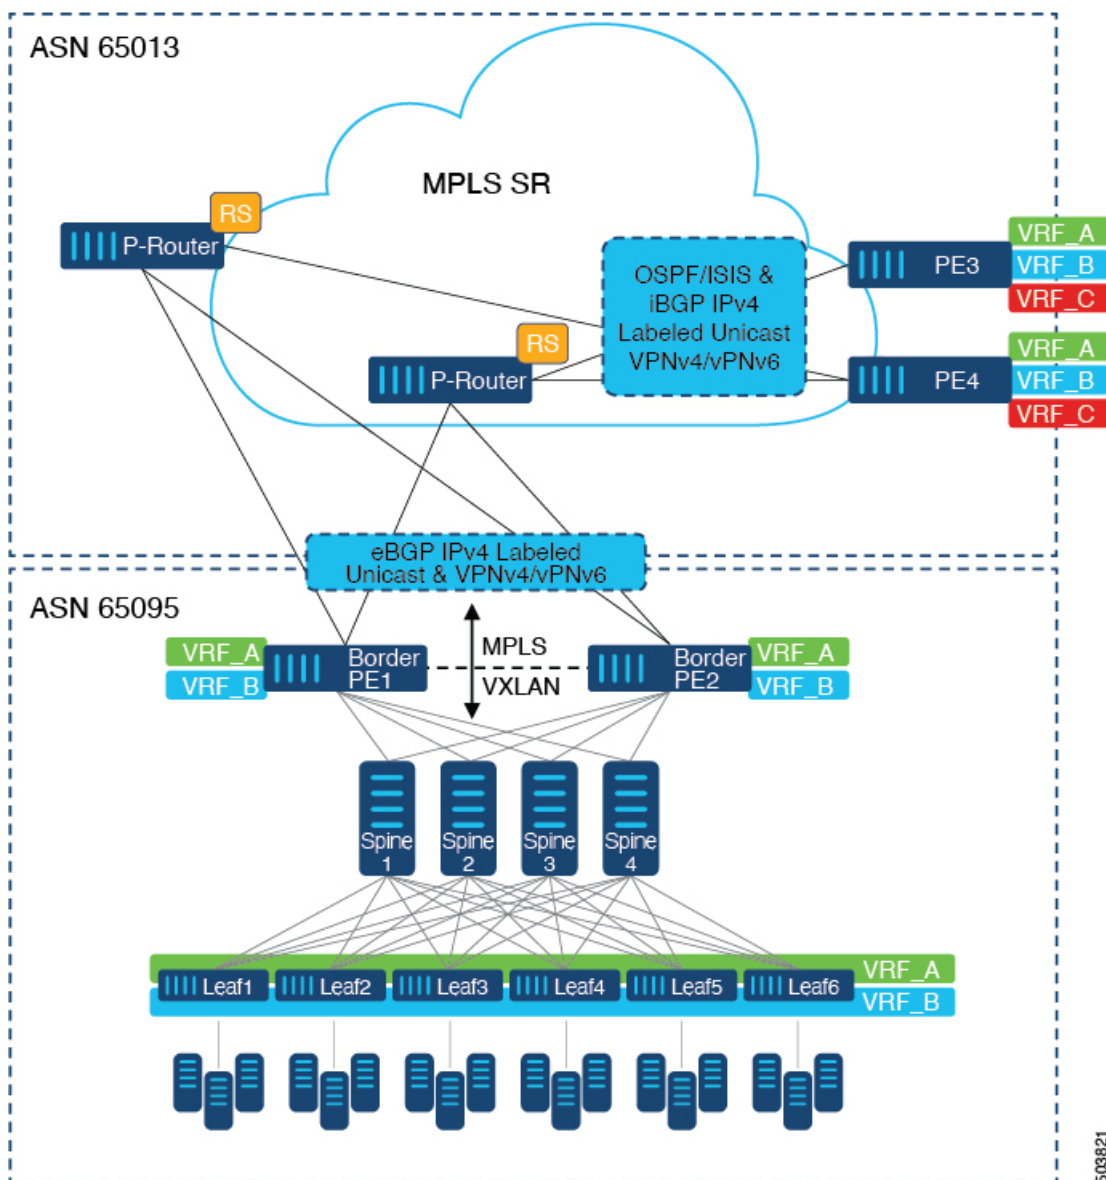 ASN 65013
MPLS SR
RS
P-Router
OSPF/ISIS &
iBGP IPv4
Labeled Unicast
VPNv4/vPNv6
PE3
VRF_A
VRF_B
VRF_C
RS
P-Router
PE4
VRF_A
VRF_B
VRF_C
eBGP IPv4 Labeled
Unicast & VPNv4/vPNv6
ASN 65095
VRF_A
VRF_B
Border
PE1
MPLS
VXLAN
Border
PE2
VRF_A
VRF_B
Spine
1
Spine
2
Spine
3
Spine
4
Leaf1
Leaf2
Leaf3
Leaf4
Leaf5
Leaf6
VRF_A
VRF_B
503821